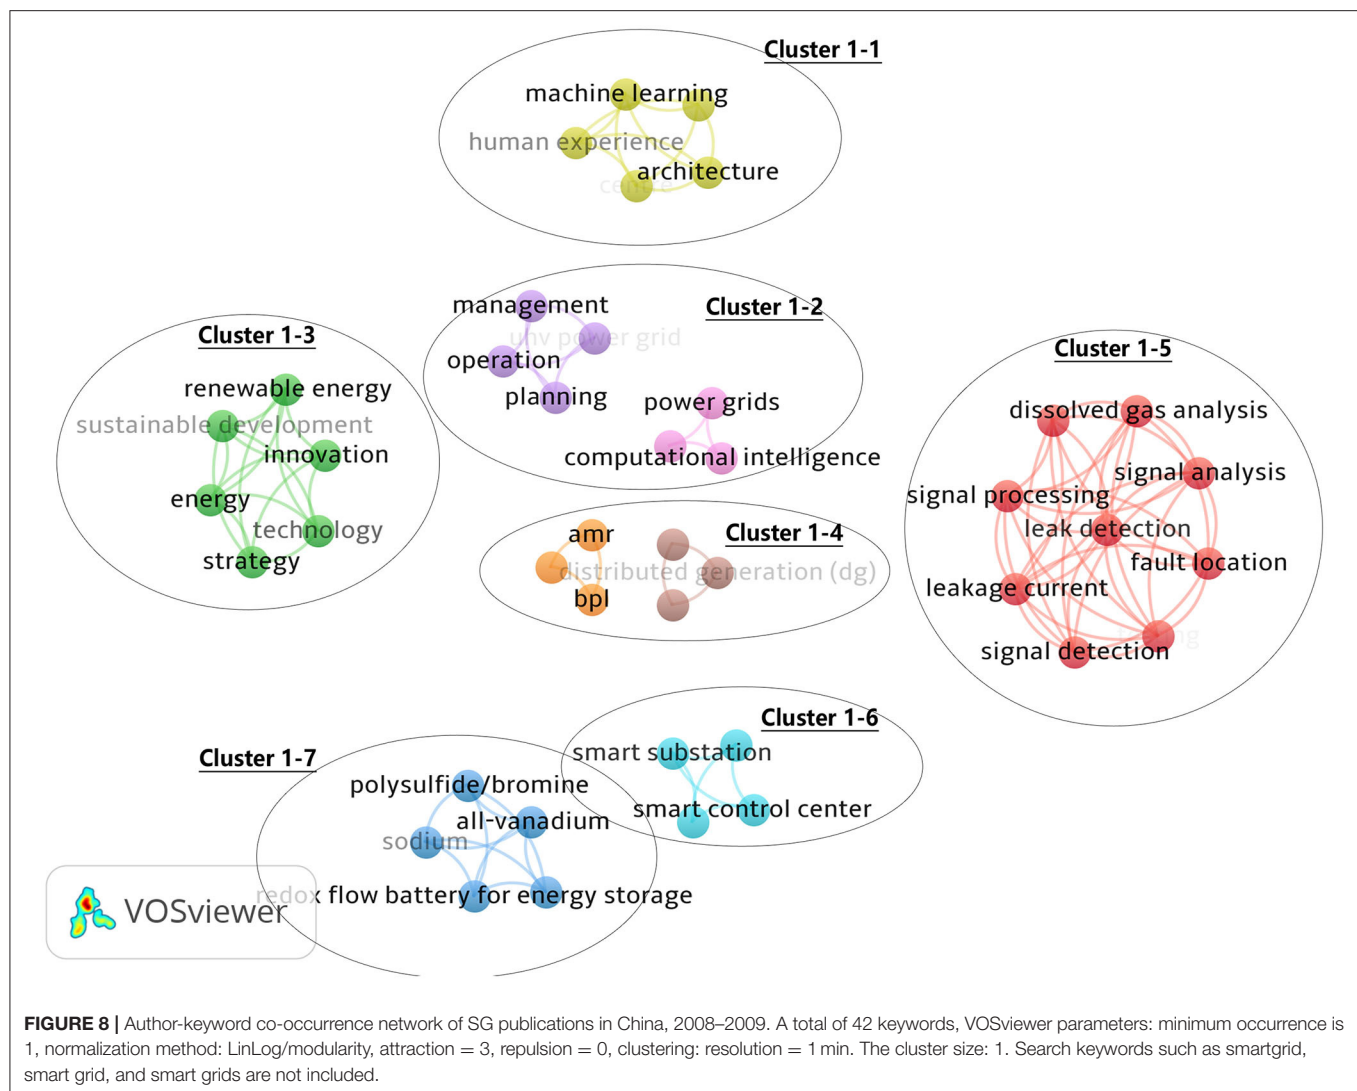 Cluster 1-1
machine learning
human experience
architecture
Cluster 1-2
management
uhv power grid
operation
planning
power grids
computational intelligence
Cluster 1-3
renewable energy
sustainable development
innovation
energy
technology
strategy
Cluster 1-4
amr
distributed generation (dg)
bpl
Cluster 1-5
dissolved gas analysis
signal analysis
signal processing
leak detection
fault location
leakage current
signal detection
Cluster 1-6
smart substation
smart control center
Cluster 1-7
polysulfide/bromine
all-vanadium
sodium
redox flow battery for energy storage
VOSviewer
FIGURE 8 | Author-keyword co-occurrence network of SG publications in China, 2008–2009. A total of 42 keywords, VOSviewer parameters: minimum occurrence is
1, normalization method: LinLog/modularity, attraction = 3, repulsion = 0, clustering: resolution = 1 min. The cluster size: 1. Search keywords such as smartgrid,
smart grid, and smart grids are not included.